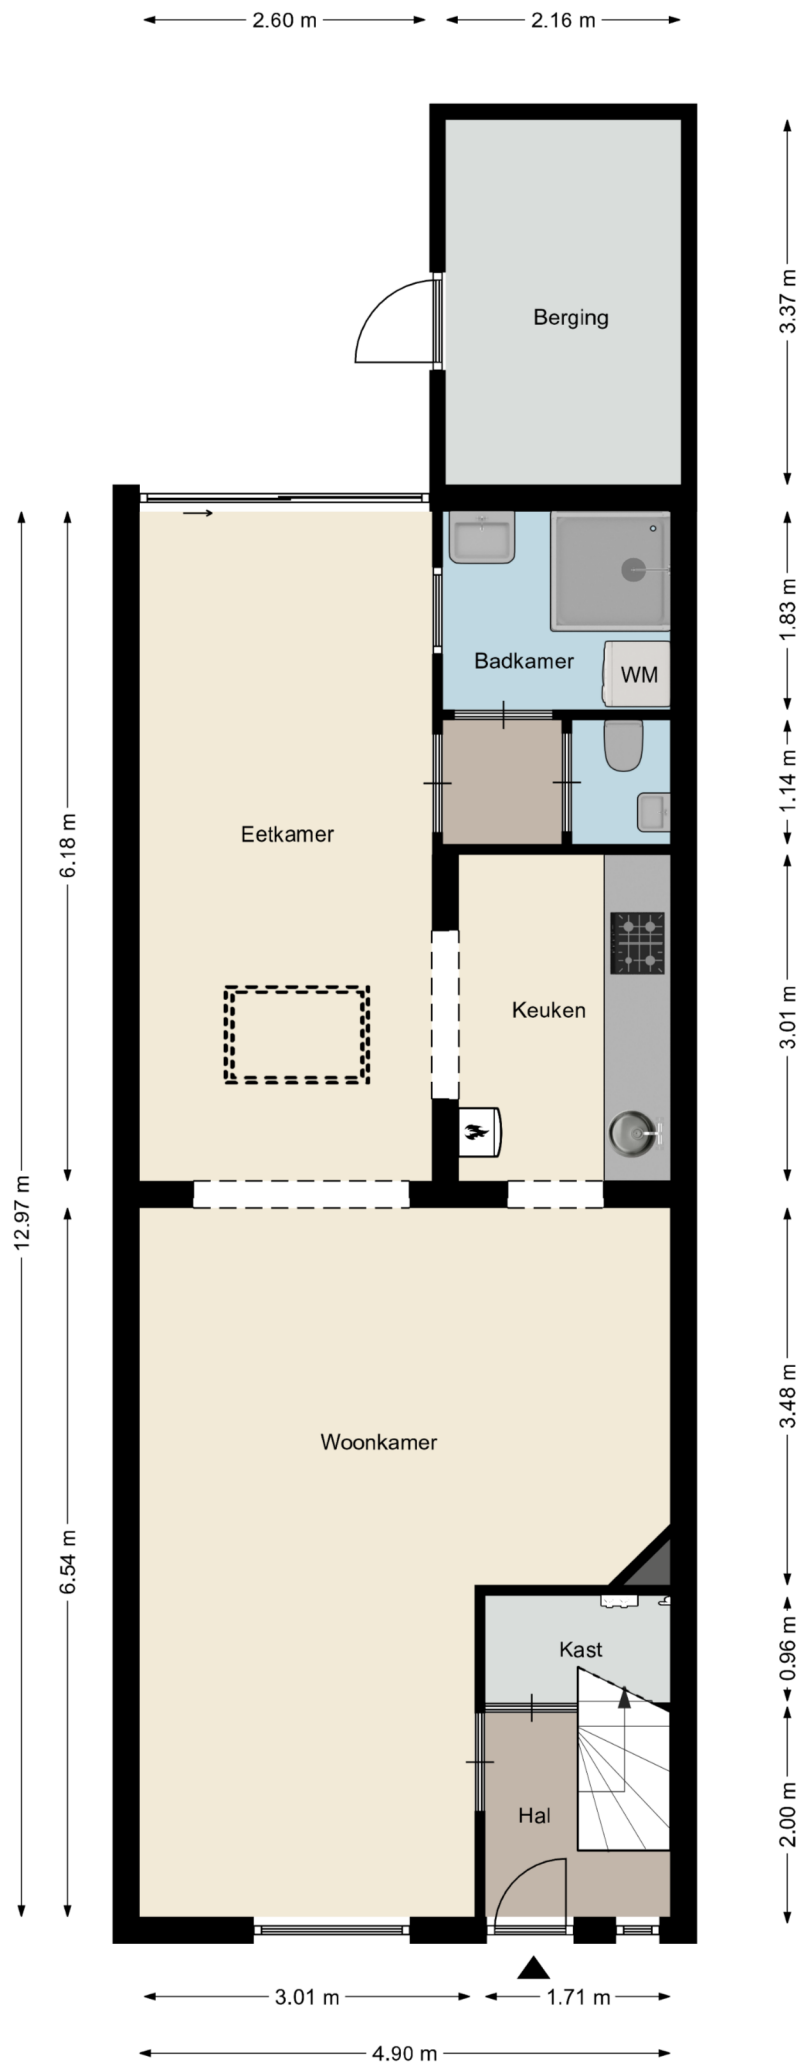 2.60 m
2.16 m
3.37 m
Berging
1.83 m
Badkamer
WM
1.14 m
6.18 m
Eetkamer
Keuken
3.01 m
12.97 m
3.48 m
Woonkamer
6.54 m
Kast
0.96 m
Hal
2.00 m
3.01 m
1.71 m
4.90 m